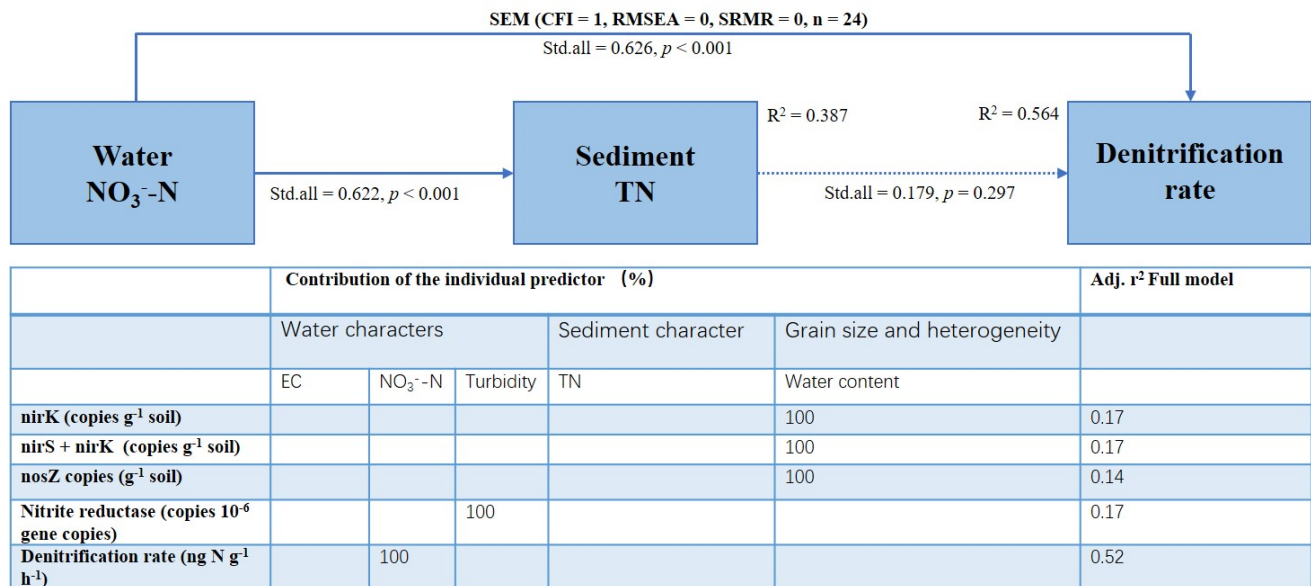 SEM (CFI = 1, RMSEA = 0, SRMR = 0, n = 24)
Std.all = 0.626, p < 0.001
Water
NO₃⁻-N
Std.all = 0.622, p < 0.001
Sediment
TN
R² = 0.387
R² = 0.564
Std.all = 0.179, p = 0.297
Denitrification
rate
Contribution of the individual predictor (%)
Adj. r² Full model
Water characters
Sediment character
Grain size and heterogeneity
EC
NO₃⁻-N
Turbidity
TN
Water content
nirK (copies g⁻¹ soil) 100 0.17
nirS + nirK (copies g⁻¹ soil) 100 0.17
nosZ copies (g⁻¹ soil) 100 0.14
Nitrite reductase (copies 10⁻⁶ 100 0.17
gene copies)
Denitrification rate (ng N g⁻¹ 100 0.52
h⁻¹)